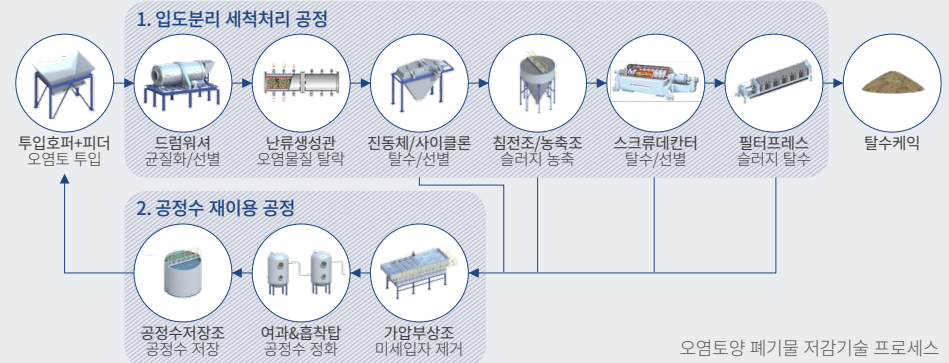 1. 입도분리 세척처리 공정
투입호퍼+피더
오염토 투입
드럼워셔
균질화/선별
난류생성관
오염물질 탈락
진동체/사이클론
탈수/선별
침전조/농축조
슬러지 농축
스크류데칸터
탈수/선별
필터프레스
슬러지 탈수
탈수케익
2. 공정수 재이용 공정
공정수저장조
공정수 저장
여과&흡착탑
공정수 정화
가압부상조
미세입자 제거
오염토양 폐기물 저감기술 프로세스